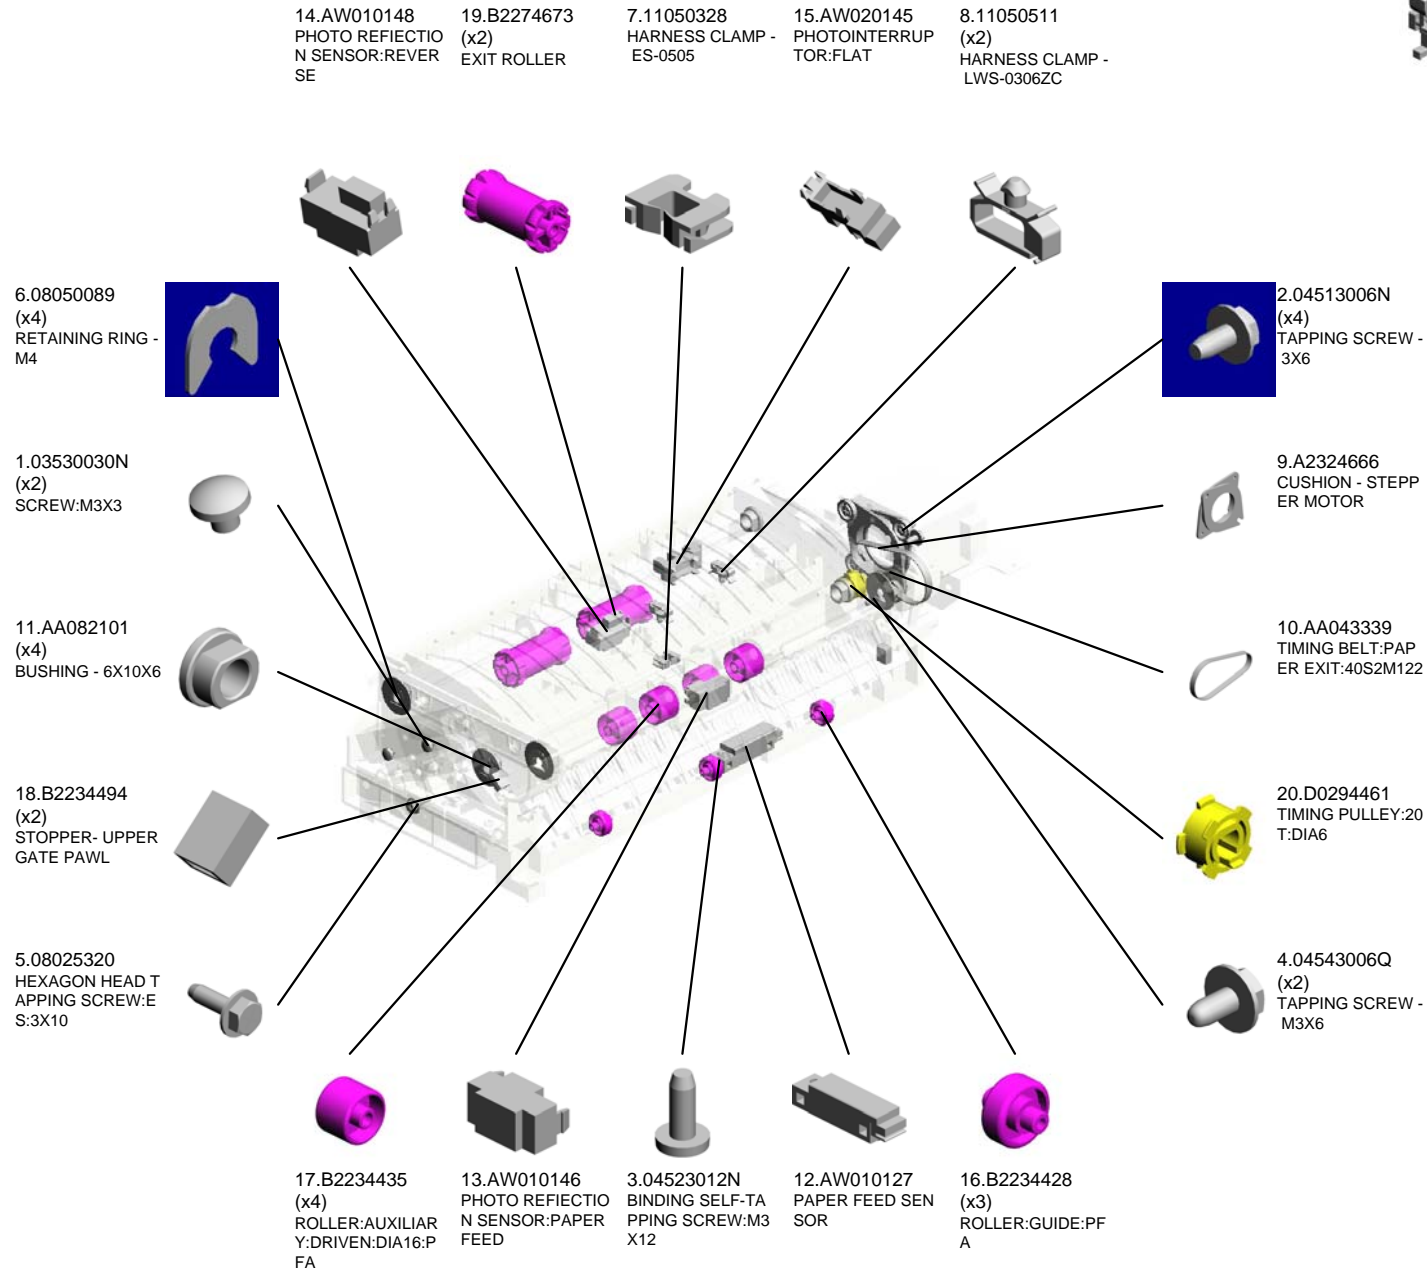 14.AW010148
PHOTO REFIECTIO
N SENSOR:REVER
SE
19.B2274673
(x2)
EXIT ROLLER
7.11050328
HARNESS CLAMP -
ES-0505
15.AW020145
PHOTOINTERRUP
TOR:FLAT
8.11050511
(x2)
HARNESS CLAMP -
LWS-0306ZC
6.08050089
(x4)
RETAINING RING -
M4
2.04513006N
(x4)
TAPPING SCREW -
3X6
1.03530030N
(x2)
SCREW:M3X3
9.A2324666
CUSHION - STEPP
ER MOTOR
11.AA082101
(x4)
BUSHING - 6X10X6
10.AA043339
TIMING BELT:PAP
ER EXIT:40S2M122
18.B2234494
(x2)
STOPPER- UPPER
GATE PAWL
20.D0294461
TIMING PULLEY:20
T:DIA6
5.08025320
HEXAGON HEAD T
APPING SCREW:E
S:3X10
4.04543006Q
(x2)
TAPPING SCREW -
M3X6
17.B2234435
(x4)
ROLLER:AUXILIAR
Y:DRIVEN:DIA16:P
FA
13.AW010146
PHOTO REFIECTIO
N SENSOR:PAPER
FEED
3.04523012N
BINDING SELF-TA
PPING SCREW:M3
X12
12.AW010127
PAPER FEED SEN
SOR
16.B2234428
(x3)
ROLLER:GUIDE:PF
A